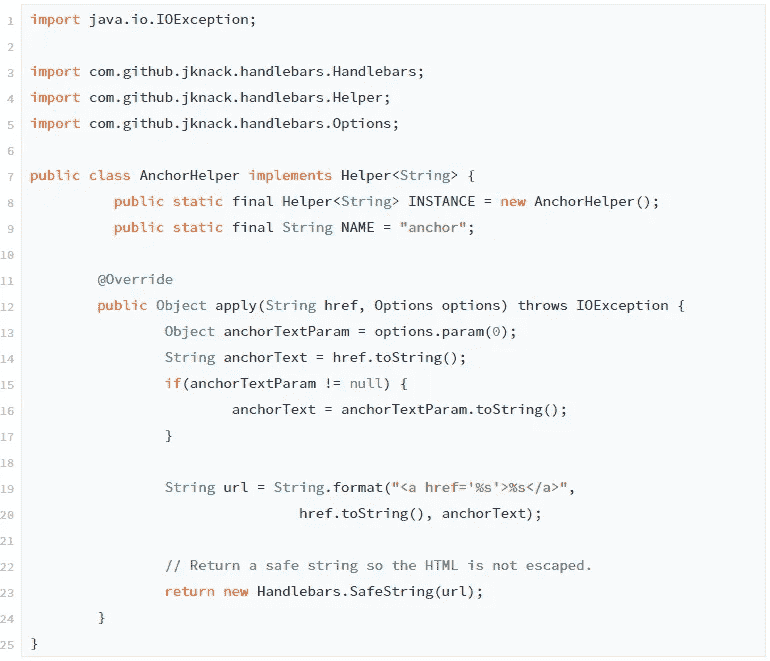 1 import java.io.IOException;
2
3 import com.github.jknack.handlebars.Handlebars;
4 import com.github.jknack.handlebars.Helper;
5 import com.github.jknack.handlebars.Options;
6
7 public class AnchorHelper implements Helper<String> {
8 public static final Helper<String> INSTANCE = new AnchorHelper();
9 public static final String NAME = "anchor";
10
11 @Override
12 public Object apply(String href, Options options) throws IOException {
13 Object anchorTextParam = options.param(0);
14 String anchorText = href.toString();
15 if(anchorTextParam != null) {
16 anchorText = anchorTextParam.toString();
17 }
18
19 String url = String.format("<a href='%s'>%s</a>",
20 href.toString(), anchorText);
21
22 // Return a safe string so the HTML is not escaped.
23 return new Handlebars.SafeString(url);
24 }
25 }